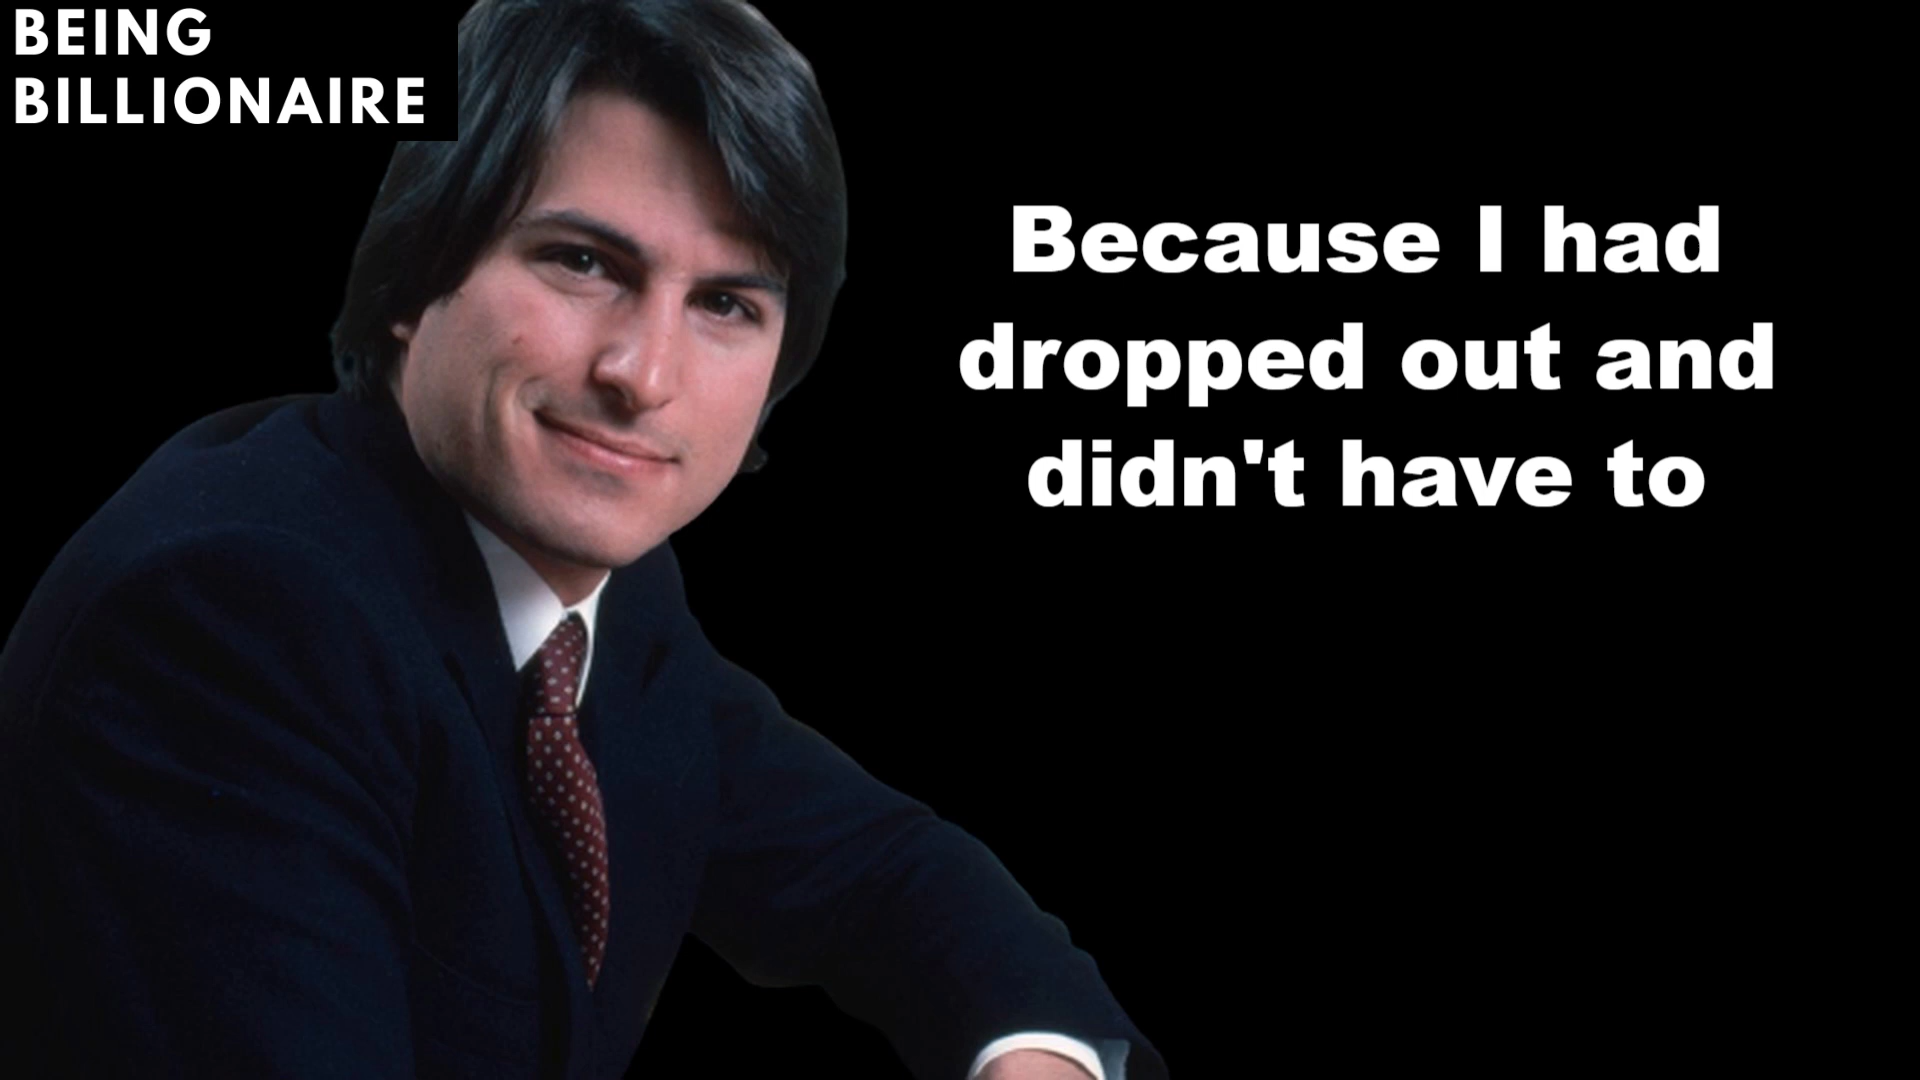 BEING
BILLIONAIRE
Because I had
dropped out and
didn't have to